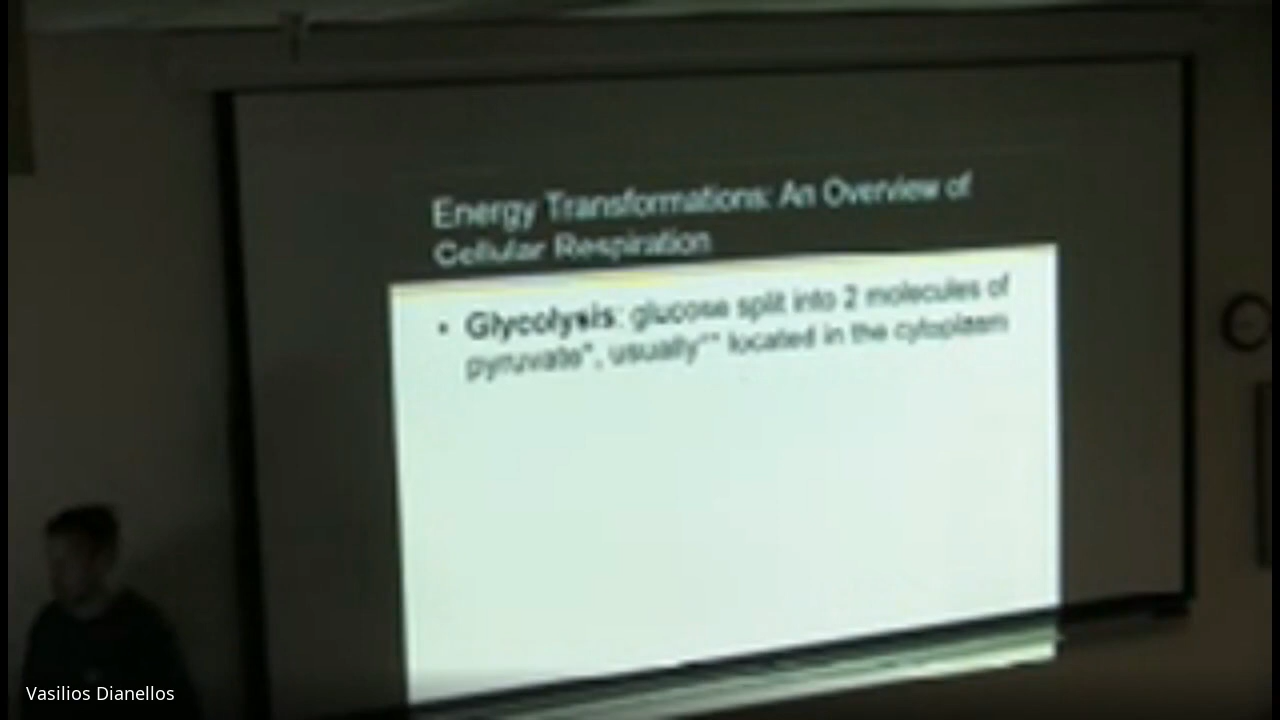 Energy Transformations: An Overview of
Cellular Respiration
• Glycolysis: glucose split into 2 molecules of
pyruvate*, usually** located in the cytoplasm
Vasilios Dianellos